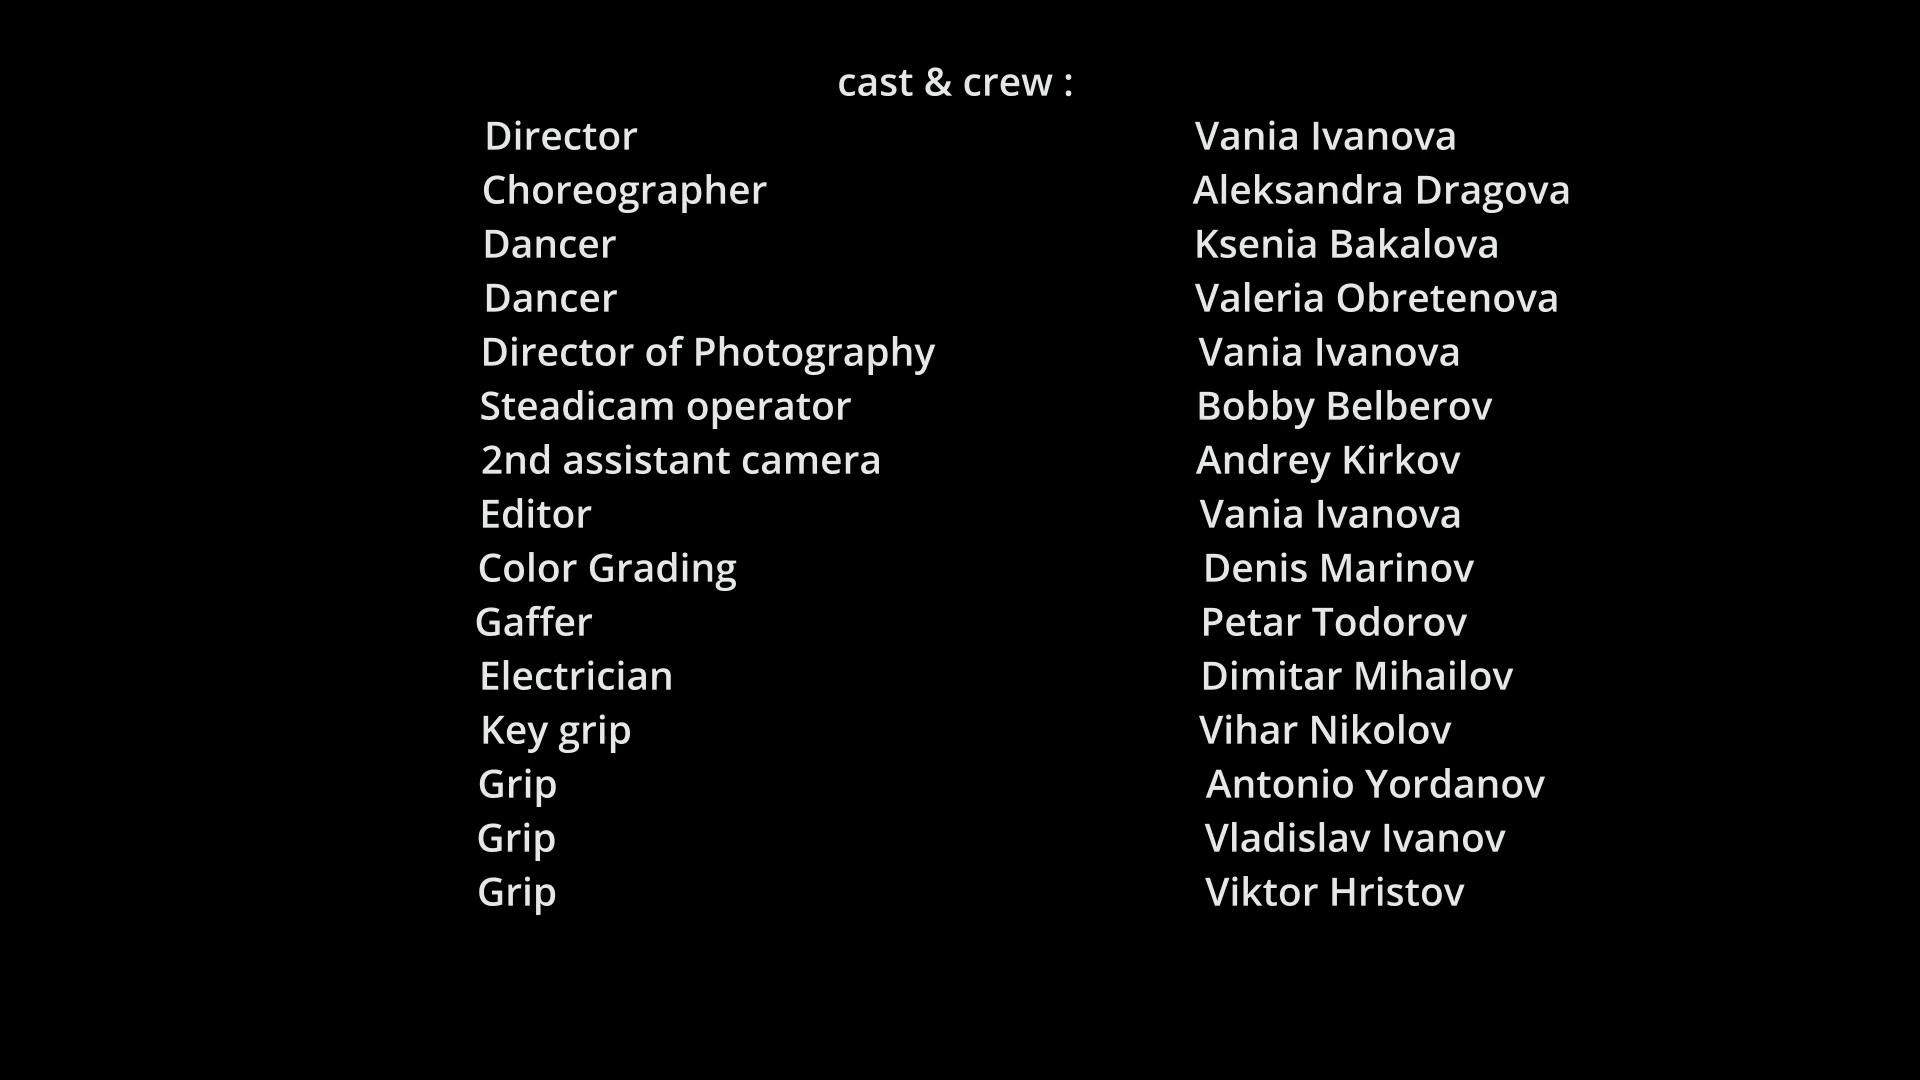 cast & crew :
Director Vania Ivanova
Choreographer Aleksandra Dragova
Dancer Ksenia Bakalova
Dancer Valeria Obretenova
Director of Photography Vania Ivanova
Steadicam operator Bobby Belberov
2nd assistant camera Andrey Kirkov
Editor Vania Ivanova
Color Grading Denis Marinov
Gaffer Petar Todorov
Electrician Dimitar Mihailov
Key grip Vihar Nikolov
Grip Antonio Yordanov
Grip Vladislav Ivanov
Grip Viktor Hristov